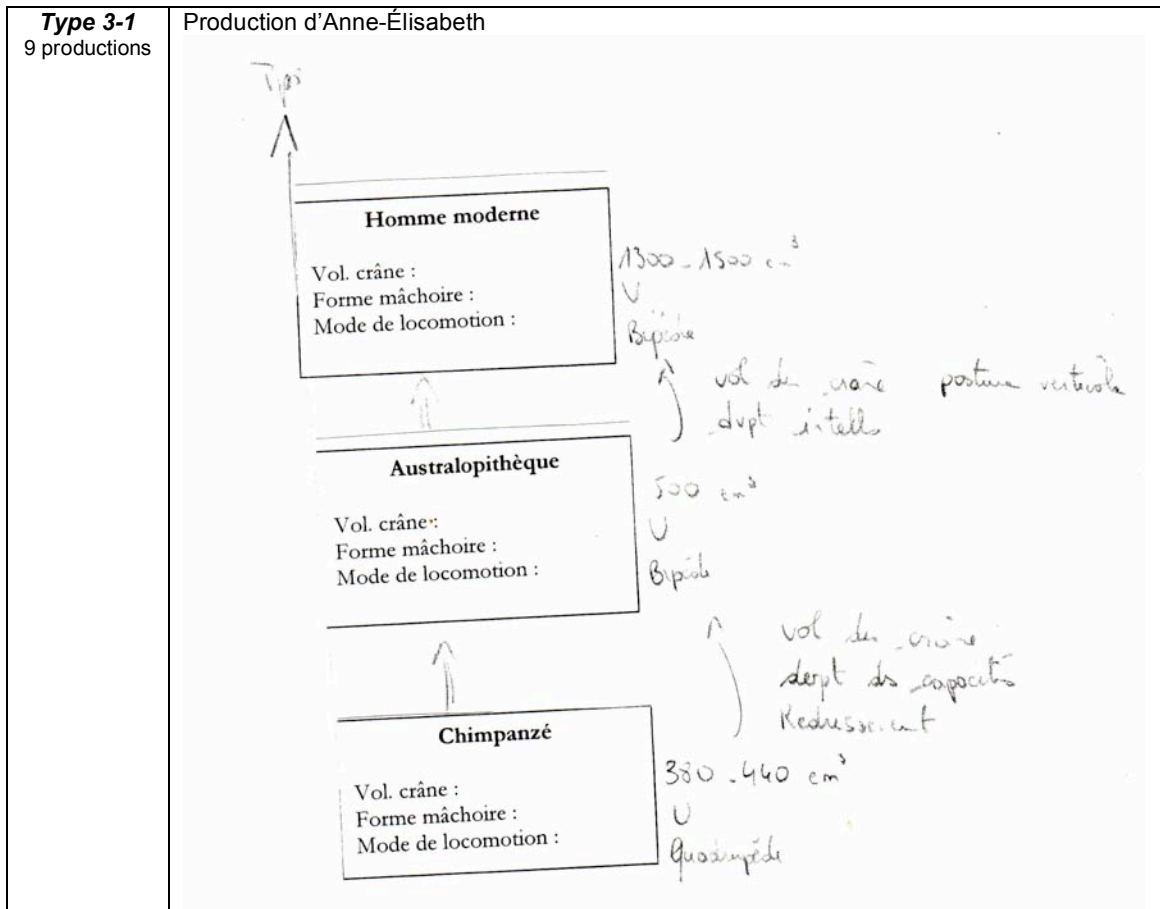 Type 3-1
9 productions
Production d'Anne-Élisabeth
Homme moderne
Vol. crâne :
Forme mâchoire :
Mode de locomotion :
1300-1500 cm³
U
Bipède
vol du crâne posture verticale
dvpt intell
Australopithèque
Vol. crâne :
Forme mâchoire :
Mode de locomotion :
500 cm³
U
Bipède
vol du crâne
dvpt ds capacités
Redressement
Chimpanzé
Vol. crâne :
Forme mâchoire :
Mode de locomotion :
380-440 cm³
U
Quadrupède